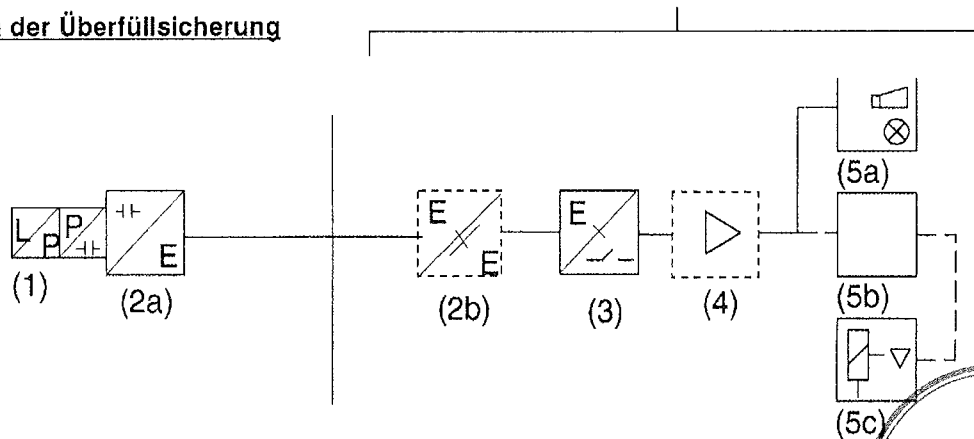 der Überfüllsicherung
L P P E
E E
E
(1)
(2a)
(2b)
(3)
(4)
(5a)
(5b)
(5c)